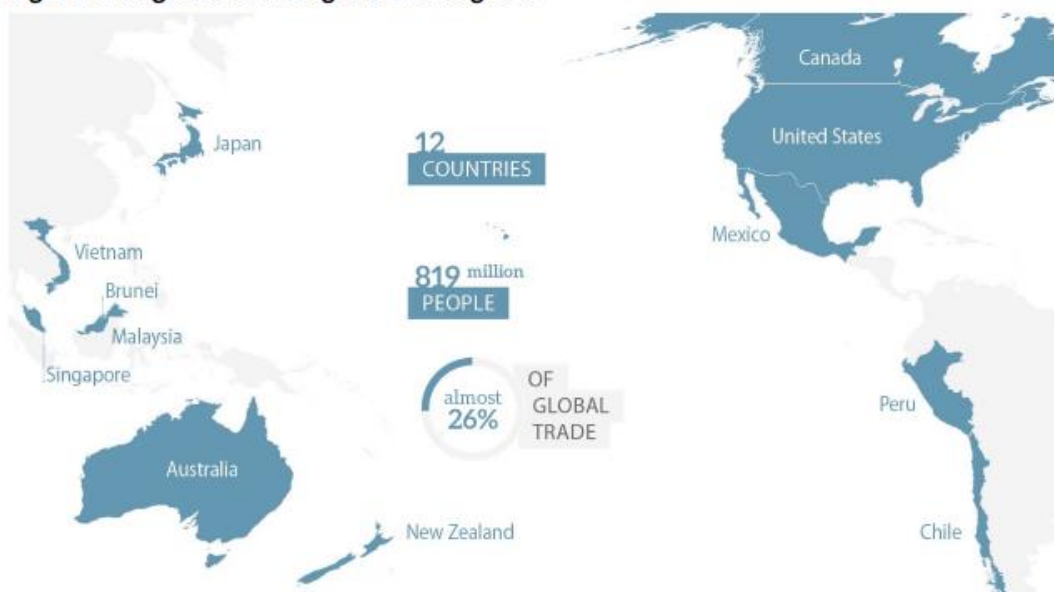 Canada
United States
Japan
12
COUNTRIES
Mexico
Vietnam
819 million
PEOPLE
Brunei
Malaysia
Singapore
almost
26%
OF
GLOBAL
TRADE
Peru
Australia
New Zealand
Chile